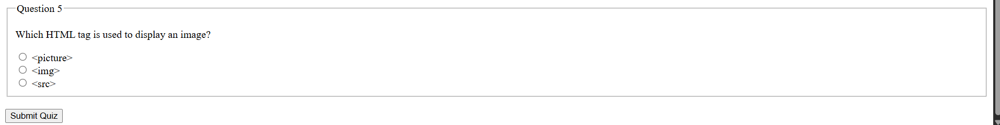 Question 5
Which HTML tag is used to display an image?
<picture>
<img>
<src>
Submit Quiz